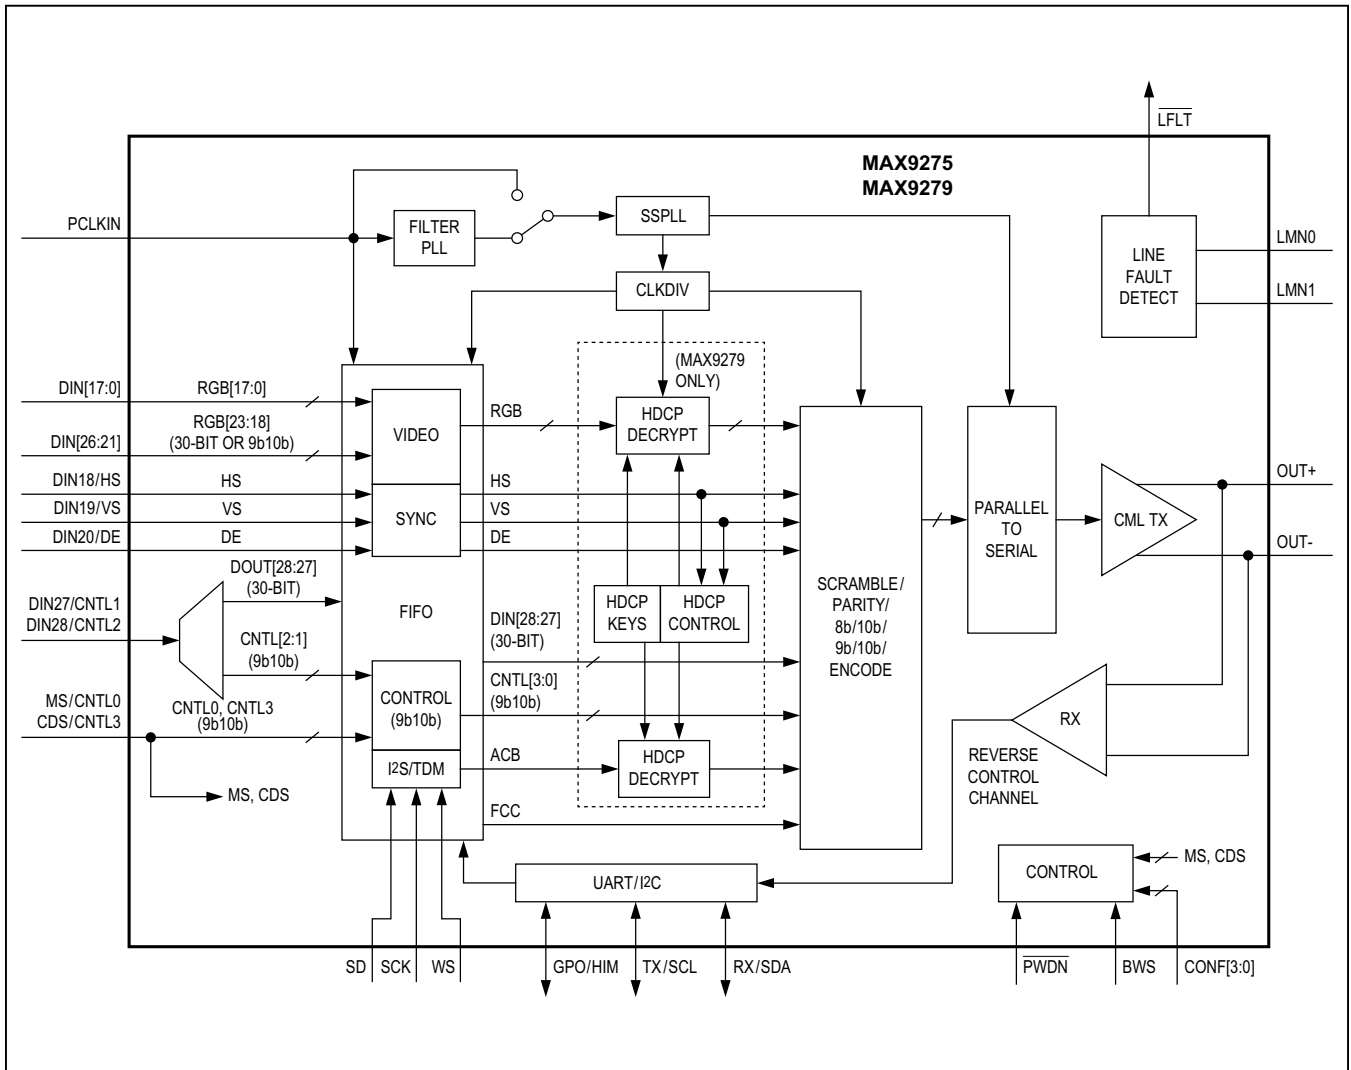 LFLT
MAX9275
MAX9279
PCLKIN
FILTER
PLL
SSPLL
CLKDIV
LINE
FAULT
DETECT
LMN0
LMN1
(MAX9279
ONLY)
DIN[17:0]
RGB[17:0]
RGB[23:18]
(30-BIT OR 9b10b)
DIN[26:21]
VIDEO
RGB
HDCP
DECRYPT
DIN18/HS
HS
HS
DIN19/VS
VS
SYNC
VS
DIN20/DE
DE
DE
PARALLEL
TO
SERIAL
CML TX
OUT+
OUT-
DOUT[28:27]
(30-BIT)
DIN27/CNTL1
DIN28/CNTL2
FIFO
HDCP
KEYS
HDCP
CONTROL
DIN[28:27]
(30-BIT)
SCRAMBLE/
PARITY/
8b/10b/
9b/10b/
ENCODE
CNTL[2:1]
(9b10b)
MS/CNTL0
CDS/CNTL3
CNTL0, CNTL3
(9b10b)
CONTROL
(9b10b)
CNTL[3:0]
(9b10b)
I2S/TDM
ACB
HDCP
DECRYPT
RX
REVERSE
CONTROL
CHANNEL
MS, CDS
FCC
UART/I2C
CONTROL
MS, CDS
SD
SCK
WS
GPO/HIM
TX/SCL
RX/SDA
PWDN
BWS
CONF[3:0]